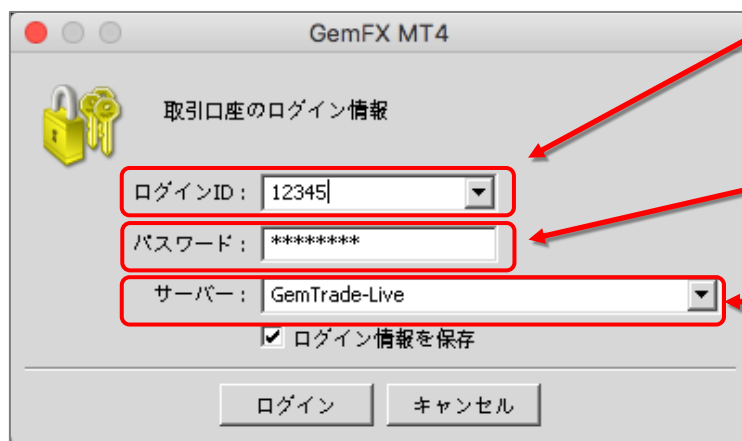 GemFX MT4
取引口座のログイン情報
ログインID： 12345
パスワード： ********
サーバー： GemTrade-Live
ログイン情報を保存
ログイン キャンセル